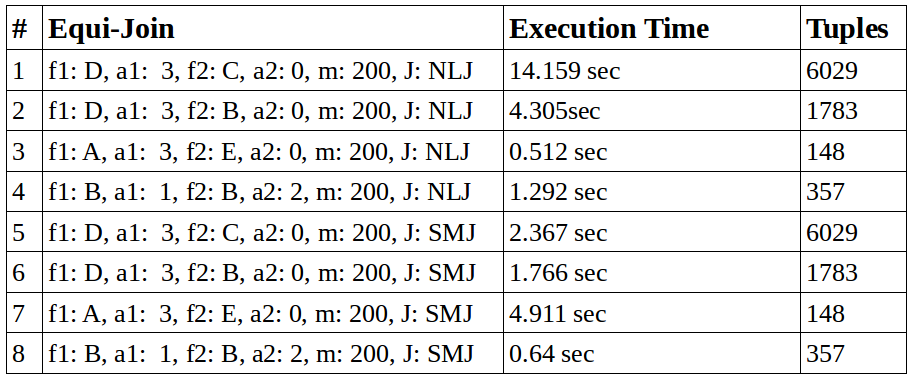 # Equi-Join Execution Time Tuples
1 f1: D, a1:  3, f2: C, a2: 0, m: 200, J: NLJ 14.159 sec 6029
2 f1: D, a1:  3, f2: B, a2: 0, m: 200, J: NLJ 4.305sec 1783
3 f1: A, a1:  3, f2: E, a2: 0, m: 200, J: NLJ 0.512 sec 148
4 f1: B, a1:  1, f2: B, a2: 2, m: 200, J: NLJ 1.292 sec 357
5 f1: D, a1:  3, f2: C, a2: 0, m: 200, J: SMJ 2.367 sec 6029
6 f1: D, a1:  3, f2: B, a2: 0, m: 200, J: SMJ 1.766 sec 1783
7 f1: A, a1:  3, f2: E, a2: 0, m: 200, J: SMJ 4.911 sec 148
8 f1: B, a1:  1, f2: B, a2: 2, m: 200, J: SMJ 0.64 sec 357